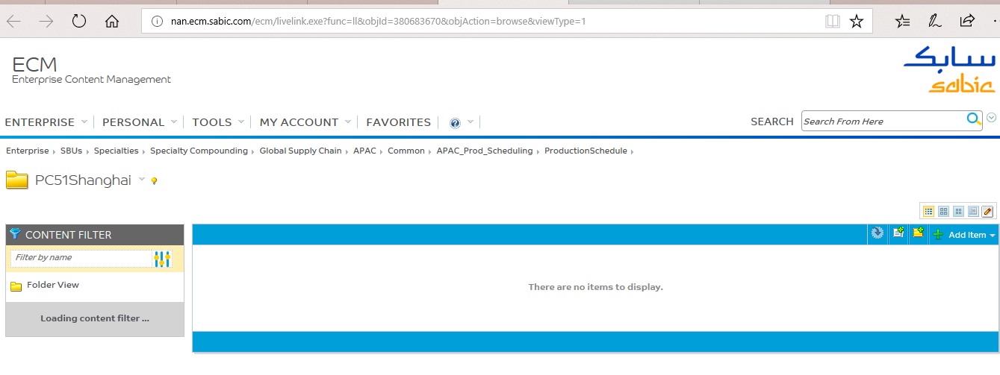 nan.ecm.sabic.com/ecm/livelink.exe?func=ll&objId=380683670&objAction=browse&viewType=1
ECM
Enterprise Content Management
سابك
sabic
ENTERPRISE PERSONAL TOOLS MY ACCOUNT FAVORITES ? SEARCH Search From Here
Enterprise › SBUs › Specialties › Specialty Compounding › Global Supply Chain › APAC › Common › APAC_Prod_Scheduling › ProductionSchedule ›
PC51Shanghai
CONTENT FILTER
Add Item
Filter by name
Folder View
There are no items to display.
Loading content filter ...